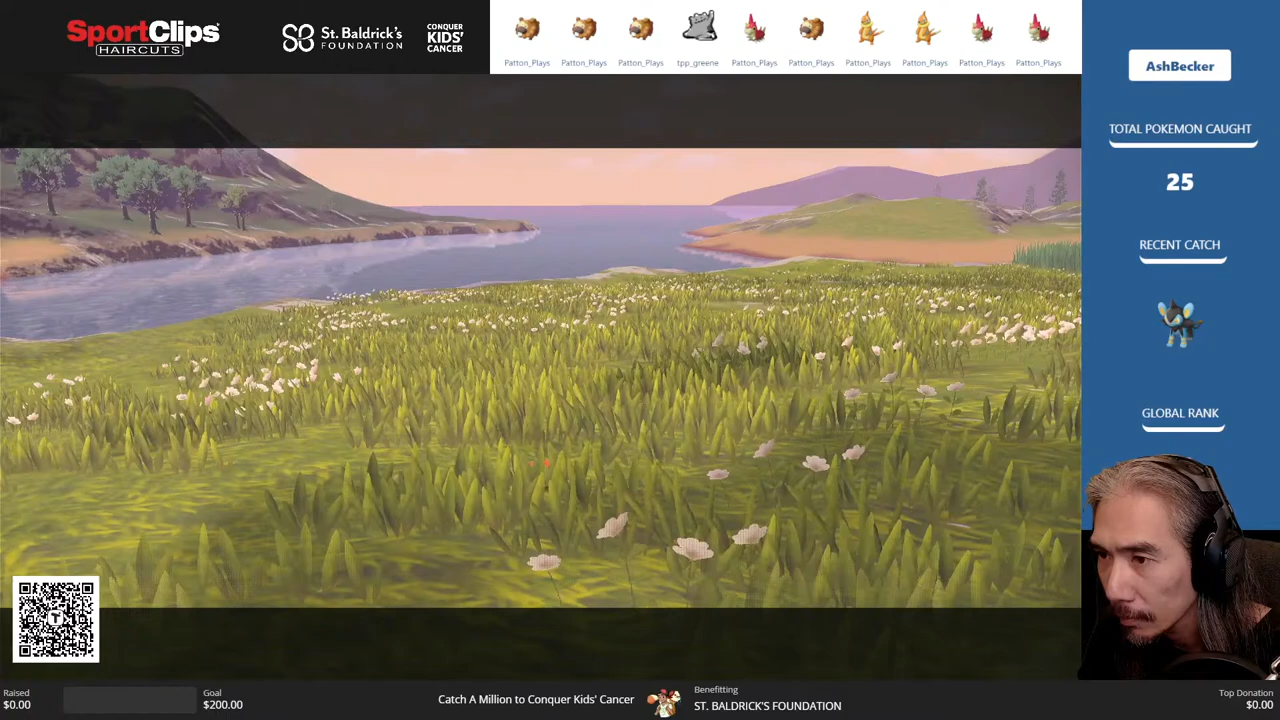 SportClips
HAIRCUTS
St. Baldrick's
FOUNDATION
CONQUER
KIDS'
CANCER
Patton_Plays
Patton_Plays
Patton_Plays
tpp_greene
Patton_Plays
Patton_Plays
Patton_Plays
Patton_Plays
Patton_Plays
Patton_Plays
AshBecker
TOTAL POKEMON CAUGHT
25
RECENT CATCH
GLOBAL RANK
Raised
$0.00
Goal
$200.00
Catch A Million to Conquer Kids' Cancer
Benefitting
ST. BALDRICK'S FOUNDATION
Top Donation
$0.00